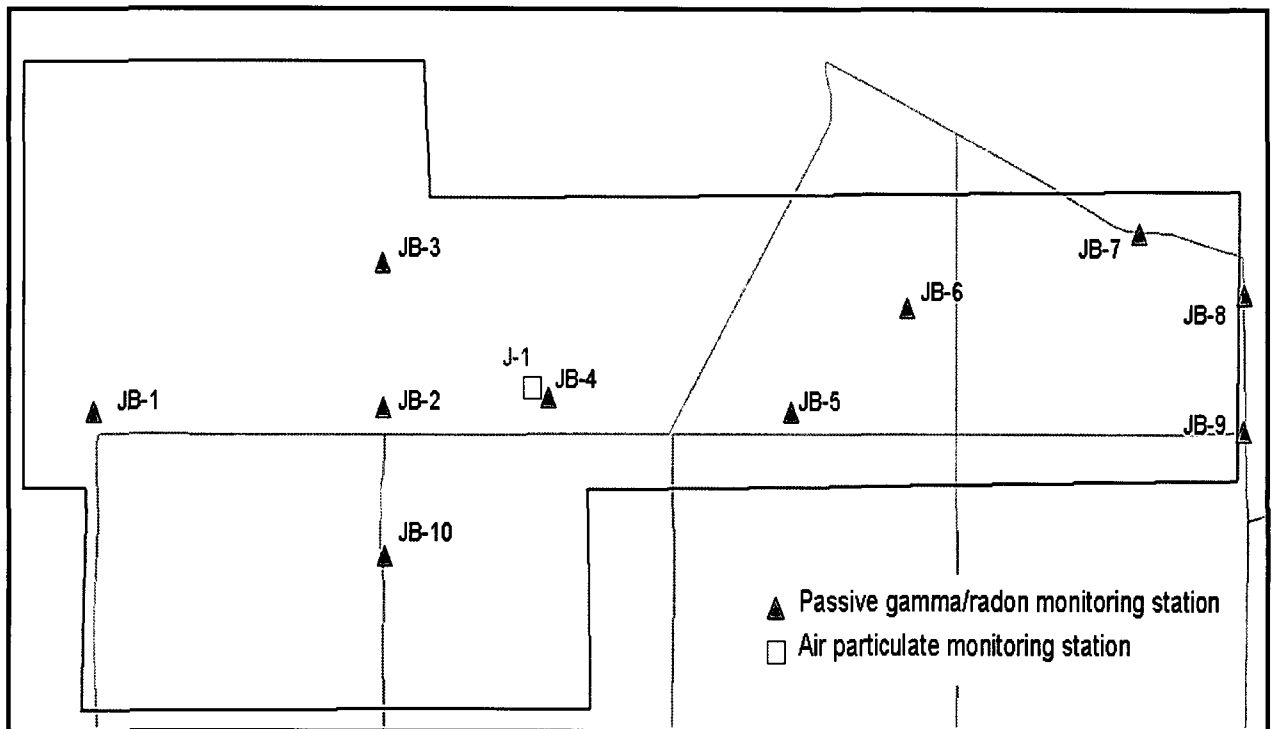 JB-3
JB-7
JB-6
JB-8
J-1
JB-4
JB-1
JB-2
JB-5
JB-9
JB-10
Passive gamma/radon monitoring station
Air particulate monitoring station